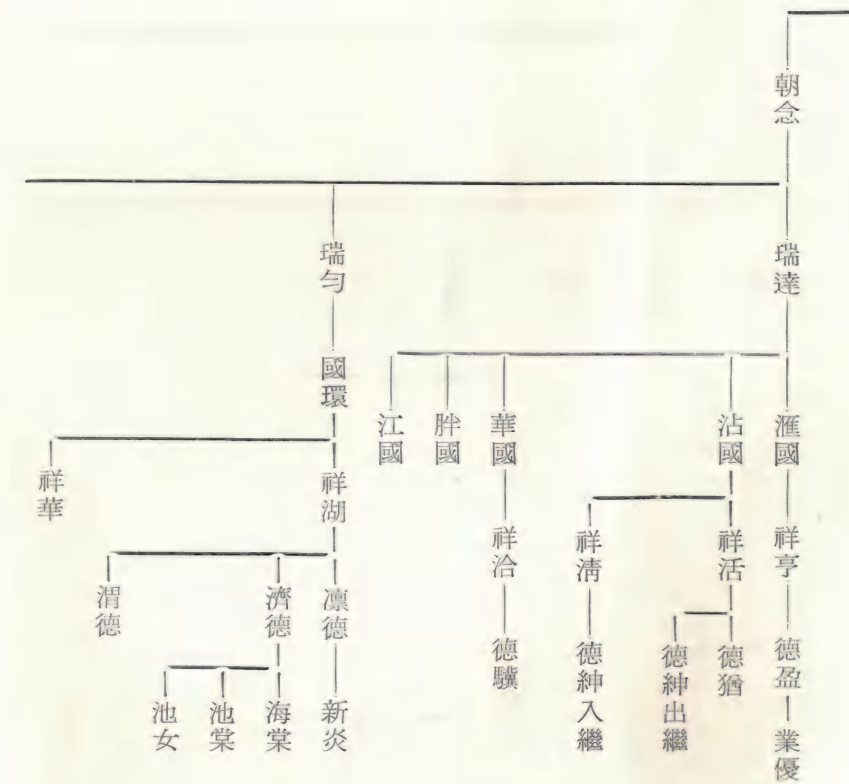 朝念
瑞達
滙國
祥亨
德盈
業優
沾國
祥活
德猶
德紳出繼
祥清
德紳入繼
華國
祥洽
德驥
胖國
江國
瑞勻
國環
祥湖
凛德
新炎
濟德
海棠
池棠
池女
渭德
祥華